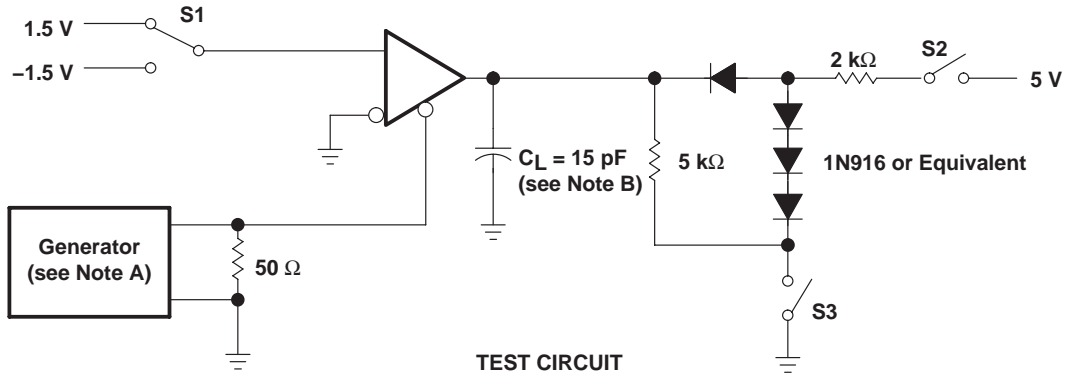 1.5 V
S1
–1.5 V
S2
2 kΩ
5 V
CL = 15 pF
(see Note B)
5 kΩ
1N916 or Equivalent
Generator
(see Note A)
50 Ω
S3
TEST CIRCUIT